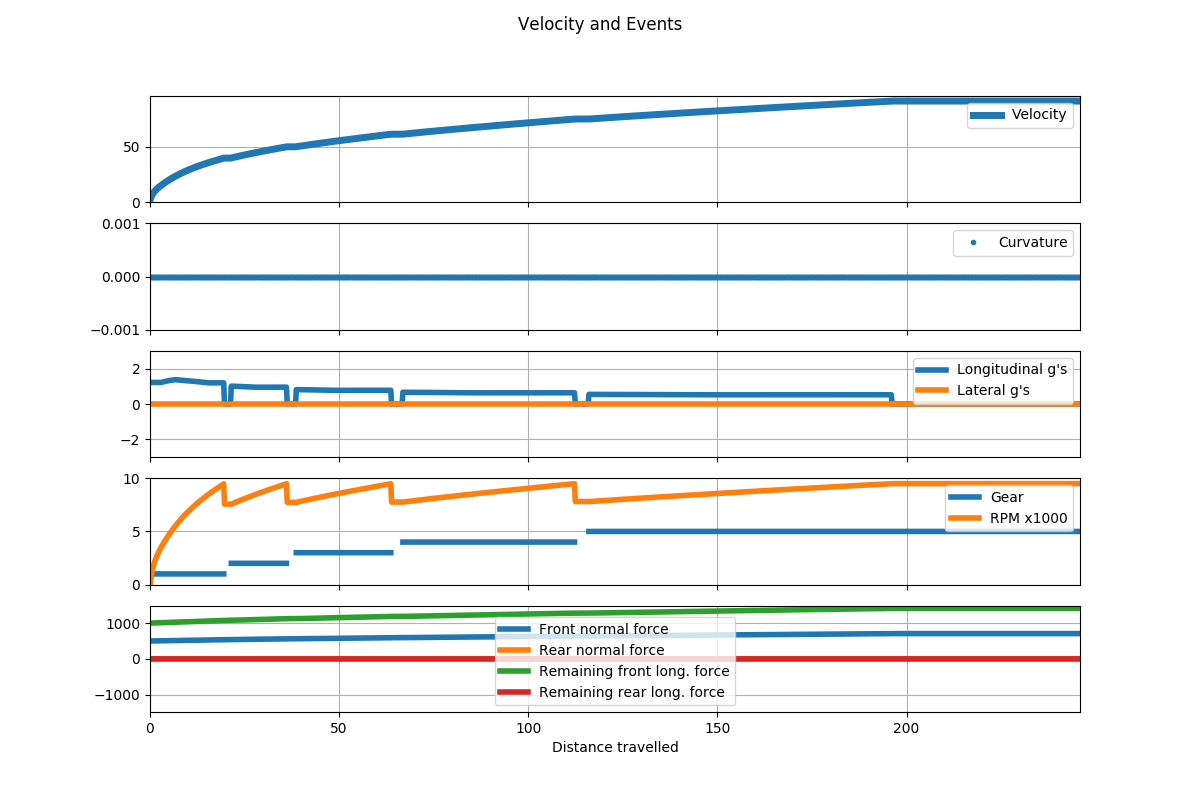 Velocity and Events
50
0
Velocity
0.001
0.000
−0.001
Curvature
2
0
−2
Longitudinal g's
Lateral g's
10
5
0
Gear
RPM x1000
1000
0
−1000
Front normal force
Rear normal force
Remaining front long. force
Remaining rear long. force
0 50 100 150 200
Distance travelled